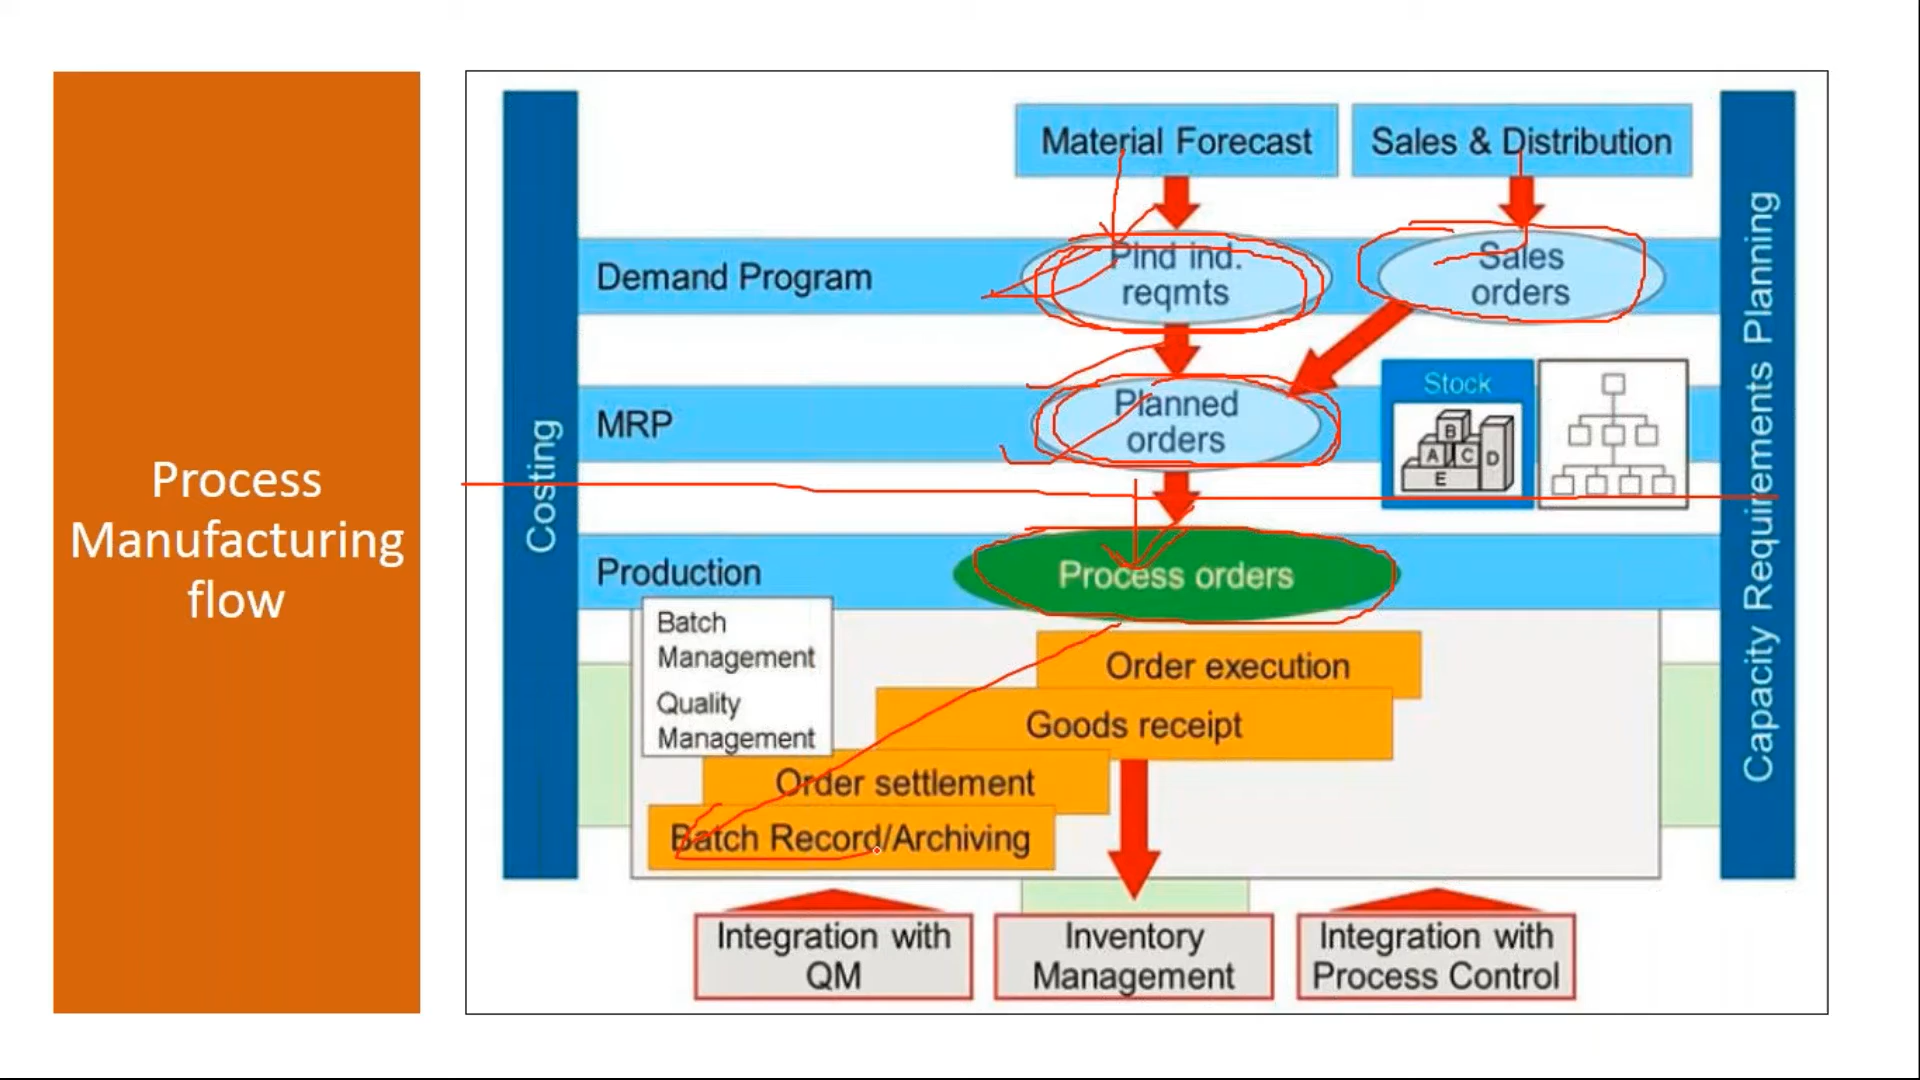 Process
Manufacturing
flow
Costing
Material Forecast
Sales & Distribution
Demand Program
Plnd ind.
reqmts
Sales
orders
MRP
Planned
orders
Stock
B
A
C
D
E
Production
Process orders
Batch
Management
Quality
Management
Order execution
Goods receipt
Order settlement
Batch Record/Archiving
Integration with
QM
Inventory
Management
Integration with
Process Control
Capacity Requirements Planning